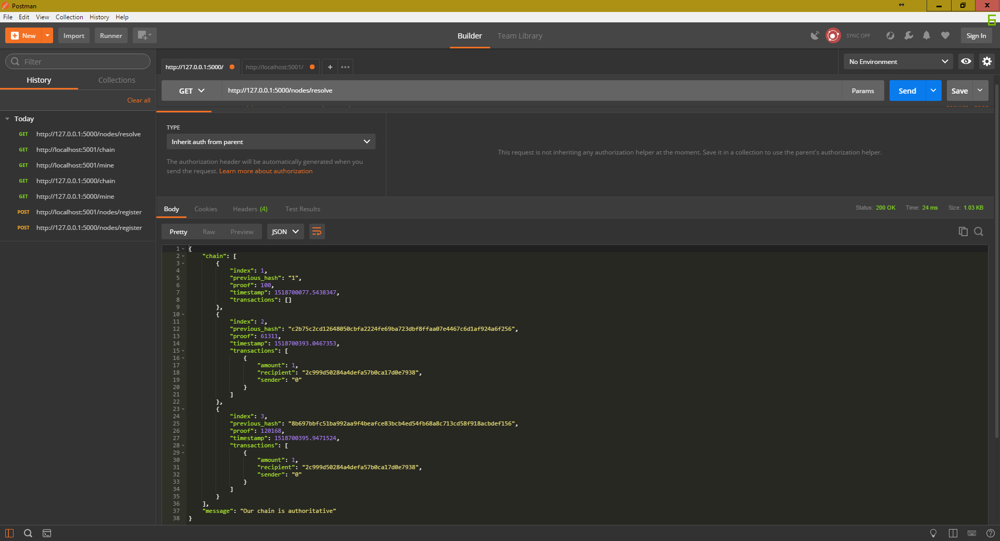 Postman
File Edit View Collection History Help
6
New Import Runner
Builder Team Library
SYNC OFF
Sign In
Filter
History Collections
Clear all
Today
GET http://127.0.0.1:5000/nodes/resolve
GET http://localhost:5001/chain
GET http://localhost:5001/mine
GET http://127.0.0.1:5000/chain
GET http://127.0.0.1:5000/mine
POST http://localhost:5001/nodes/register
POST http://127.0.0.1:5000/nodes/register
http://127.0.0.1:5000/ http://localhost:5001/
No Environment
GET http://127.0.0.1:5000/nodes/resolve Params Send Save
TYPE
Inherit auth from parent
The authorization header will be automatically generated when you
send the request. Learn more about authorization
This request is not inheriting any authorization helper at the moment. Save it in a collection to use the parent's authorization helper.
Body Cookies Headers (4) Test Results
Status: 200 OK Time: 24 ms Size: 1.03 KB
Pretty Raw Preview JSON
1 {
2 "chain": [
3 {
4 "index": 1,
5 "previous_hash": "1",
6 "proof": 100,
7 "timestamp": 1518700077.5438347,
8 "transactions": []
9 },
10 {
11 "index": 2,
12 "previous_hash": "c2b75c2cd12648050cbfa2224fe69ba723dbf8ffaa07e4467c6d1af924a6f256",
13 "proof": 61311,
14 "timestamp": 1518700393.0467353,
15 "transactions": [
16 {
17 "amount": 1,
18 "recipient": "2c999d50284a4defa57b0ca17d0e7938",
19 "sender": "0"
20 }
21 ]
22 },
23 {
24 "index": 3,
25 "previous_hash": "8b697bbfc51ba992aa9f4beafce83bcb4ed54fb68a8c713cd58f918acbdef156",
26 "proof": 120168,
27 "timestamp": 1518700395.9471524,
28 "transactions": [
29 {
30 "amount": 1,
31 "recipient": "2c999d50284a4defa57b0ca17d0e7938",
32 "sender": "0"
33 }
34 ]
35 }
36 ],
37 "message": "Our chain is authoritative"
38 }